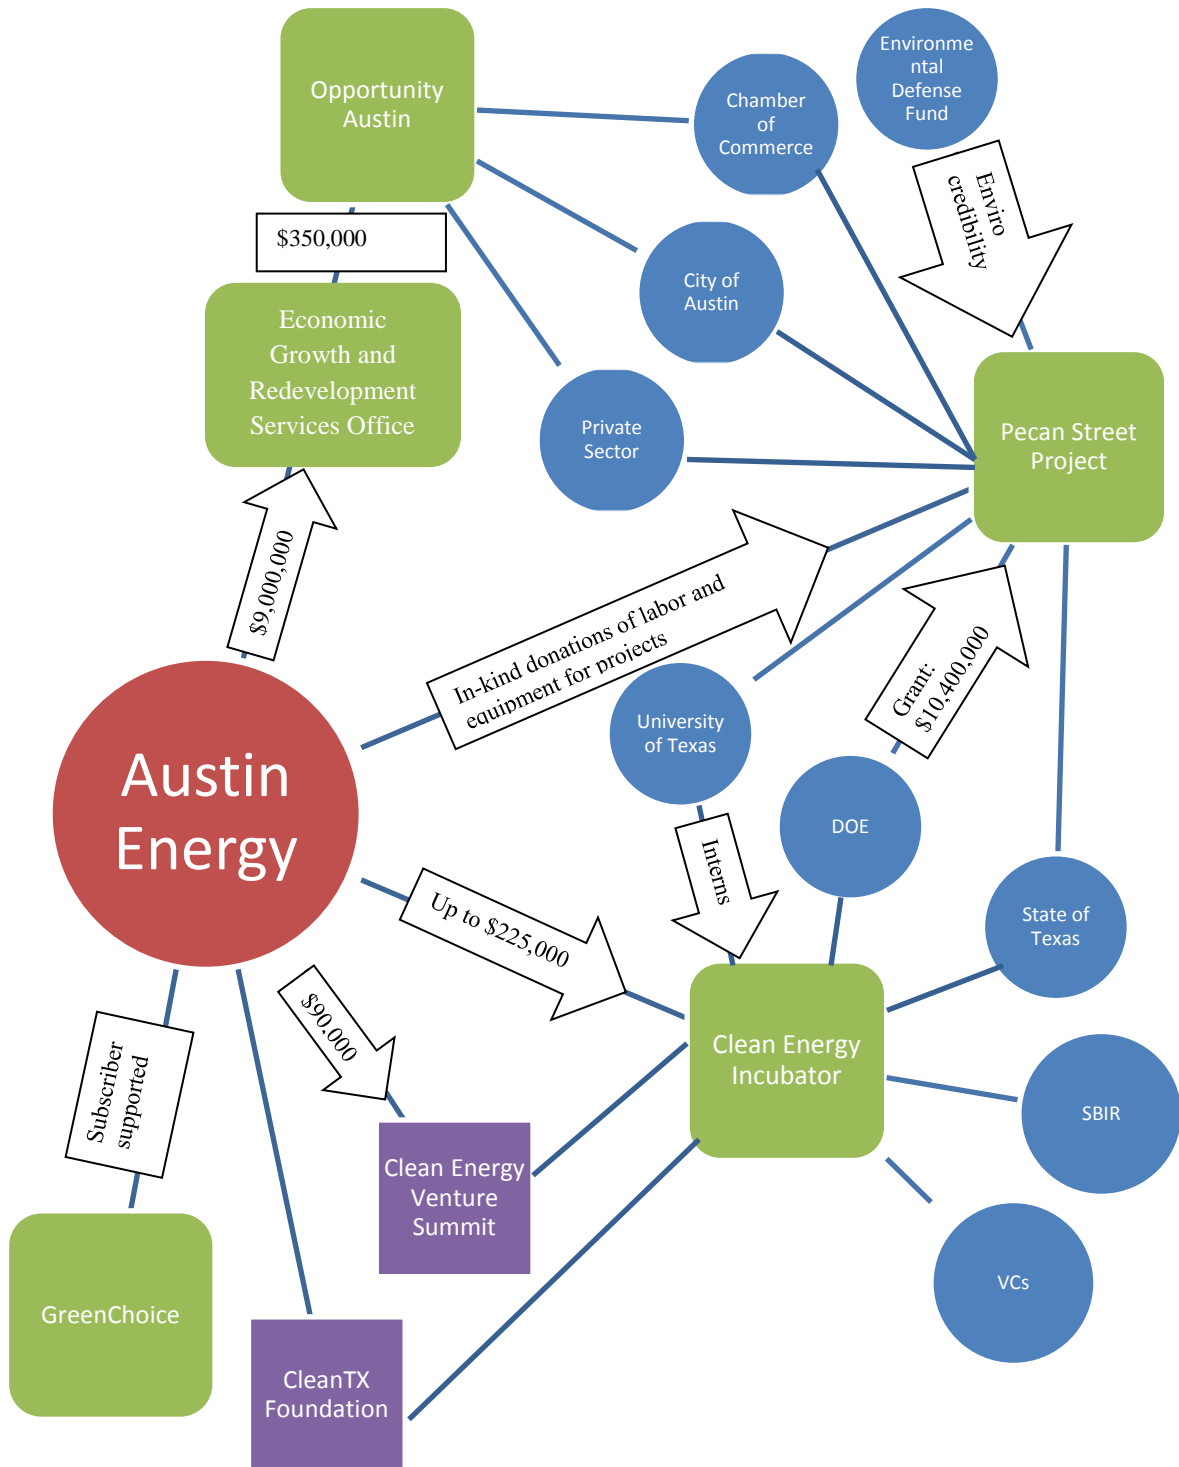 Opportunity
Austin
Chamber
of
Commerce
Environme
ntal
Defense
Fund
Enviro
credibility
$350,000
City of
Austin
Economic
Growth and
Redevelopment
Services Office
Private
Sector
Pecan Street
Project
$9,000,000
In-kind donations of labor and
equipment for projects
Grant:
$10,400,000
University
of Texas
Austin
Energy
DOE
Interns
Up to $225,000
State of
Texas
$90,000
Clean Energy
Incubator
Subscriber
supported
SBIR
Clean Energy
Venture
Summit
VCs
GreenChoice
CleanTX
Foundation